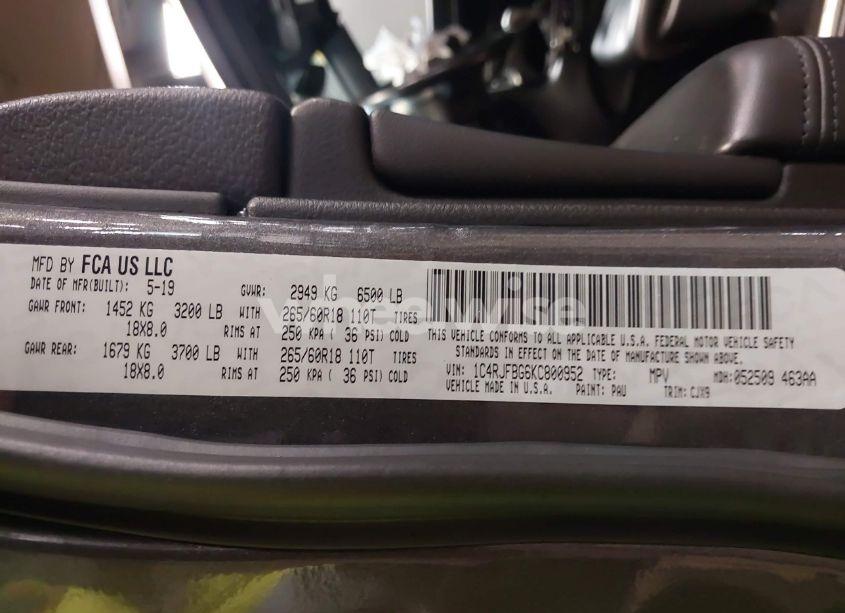 MFD BY FCA US LLC
DATE OF MFR(BUILT): 5-19 GVWR: 2949 KG 6500 LB
GAWR FRONT: 1452 KG 3200 LB WITH 265/60R18 110T TIRES
18X8.0 RIMS AT 250 KPA ( 36 PSI) COLD
GAWR REAR: 1679 KG 3700 LB WITH 265/60R18 110T TIRES
18X8.0 RIMS AT 250 KPA ( 36 PSI) COLD
THIS VEHICLE CONFORMS TO ALL APPLICABLE U.S.A. FEDERAL MOTOR VEHICLE SAFETY
STANDARDS IN EFFECT ON THE DATE OF MANUFACTURE SHOWN ABOVE.
VIN: 1C4RJFBG6KC800952 TYPE: MPV MDH: 052509 463AA
VEHICLE MADE IN U.S.A. PAINT: PAU TRIM: CJX9